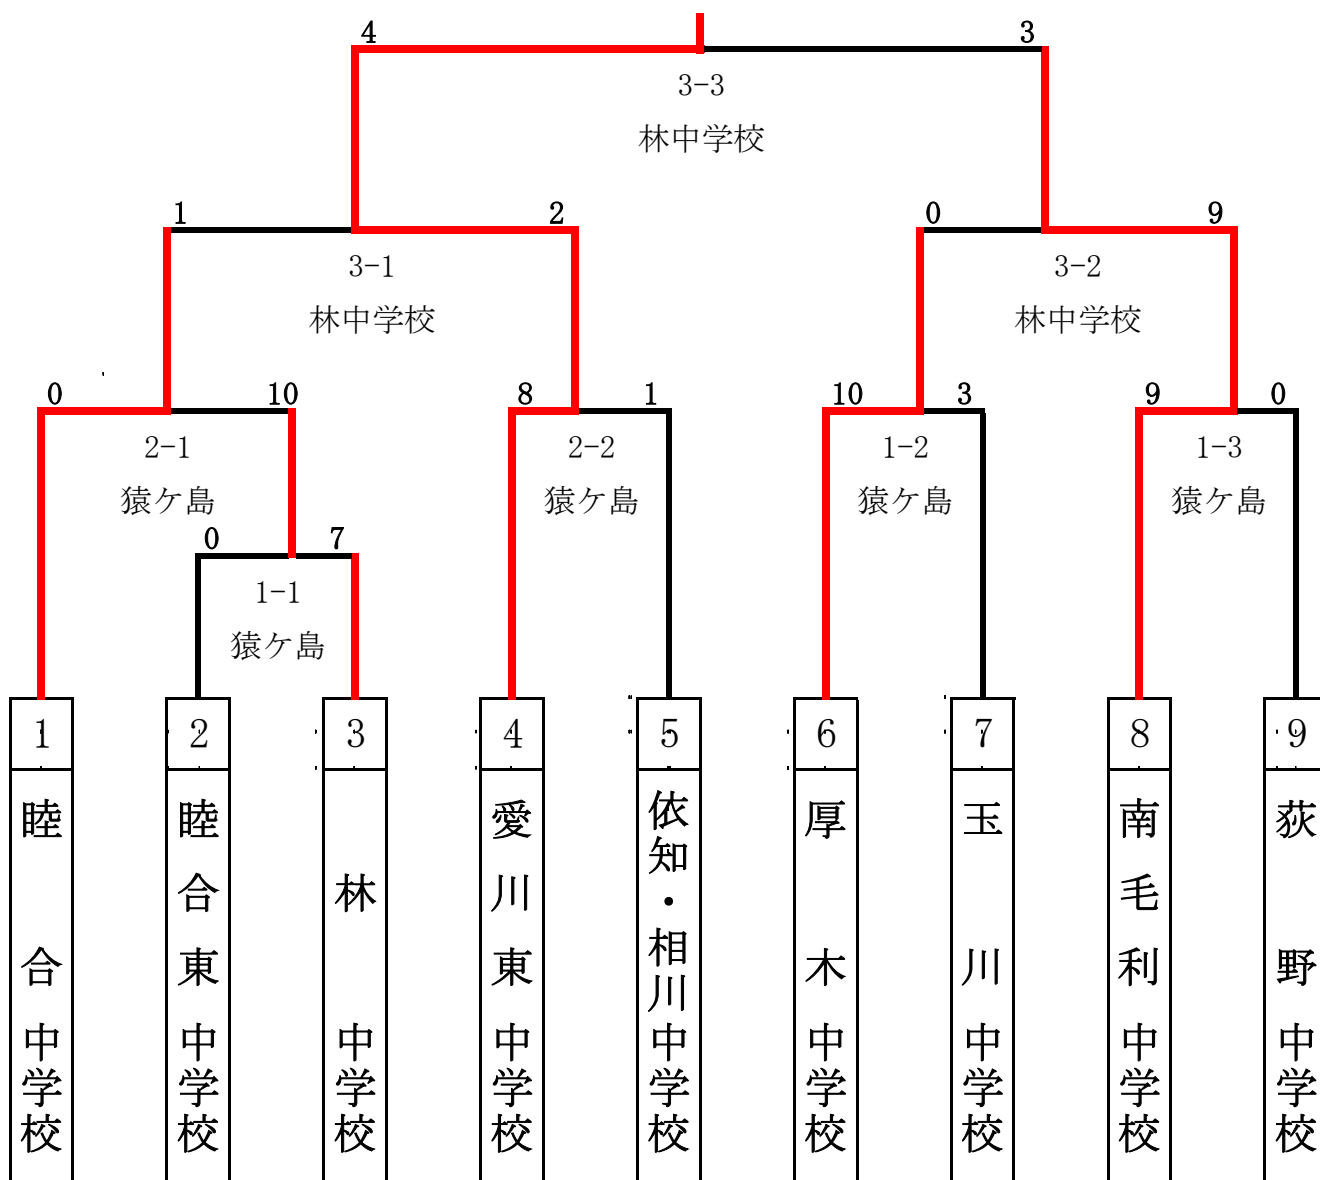 4 3
3-3
林中学校
1 2 0 9
3-1 3-2
林中学校 林中学校
0 10 8 1 10 3 9 0
2-1 2-2 1-2 1-3
猿ケ島 猿ケ島 猿ケ島 猿ケ島
0 7
1-1
猿ケ島
1 2 3 4 5 6 7 8 9
睦合中学校
睦合東中学校
林中学校
愛川東中学校
依知・相川中学校
厚木中学校
玉川中学校
南毛利中学校
荻野中学校